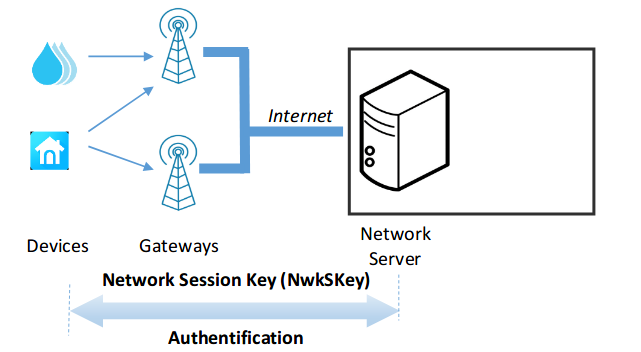 Internet
Devices
Gateways
Network
Server
Network Session Key (NwkSKey)
Authentification